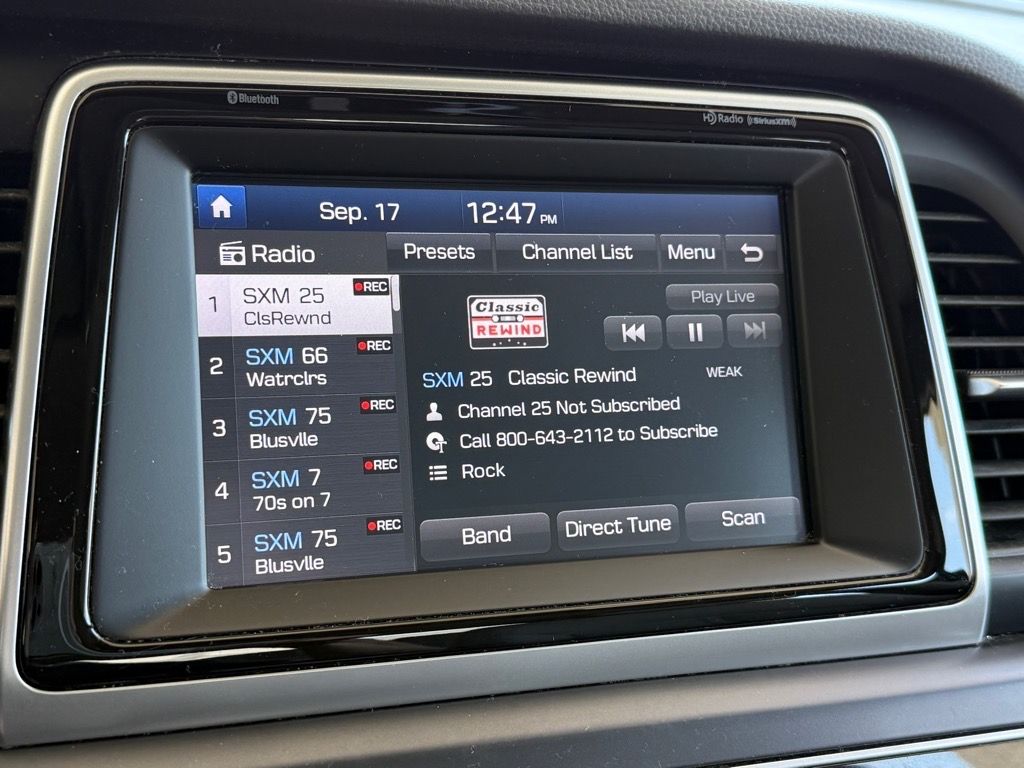 Bluetooth
HD Radio ((SiriusXM))
Sep. 17 12:47 PM
Radio Presets Channel List Menu
1 SXM 25 REC
ClsRewnd
2 SXM 66 REC
Watrclrs
3 SXM 75 REC
Blusvlle
4 SXM 7 REC
70s on 7
5 SXM 75 REC
Blusvlle
Play Live
Classic
REWIND
SXM 25 Classic Rewind WEAK
Channel 25 Not Subscribed
Call 800-643-2112 to Subscribe
Rock
Band Direct Tune Scan